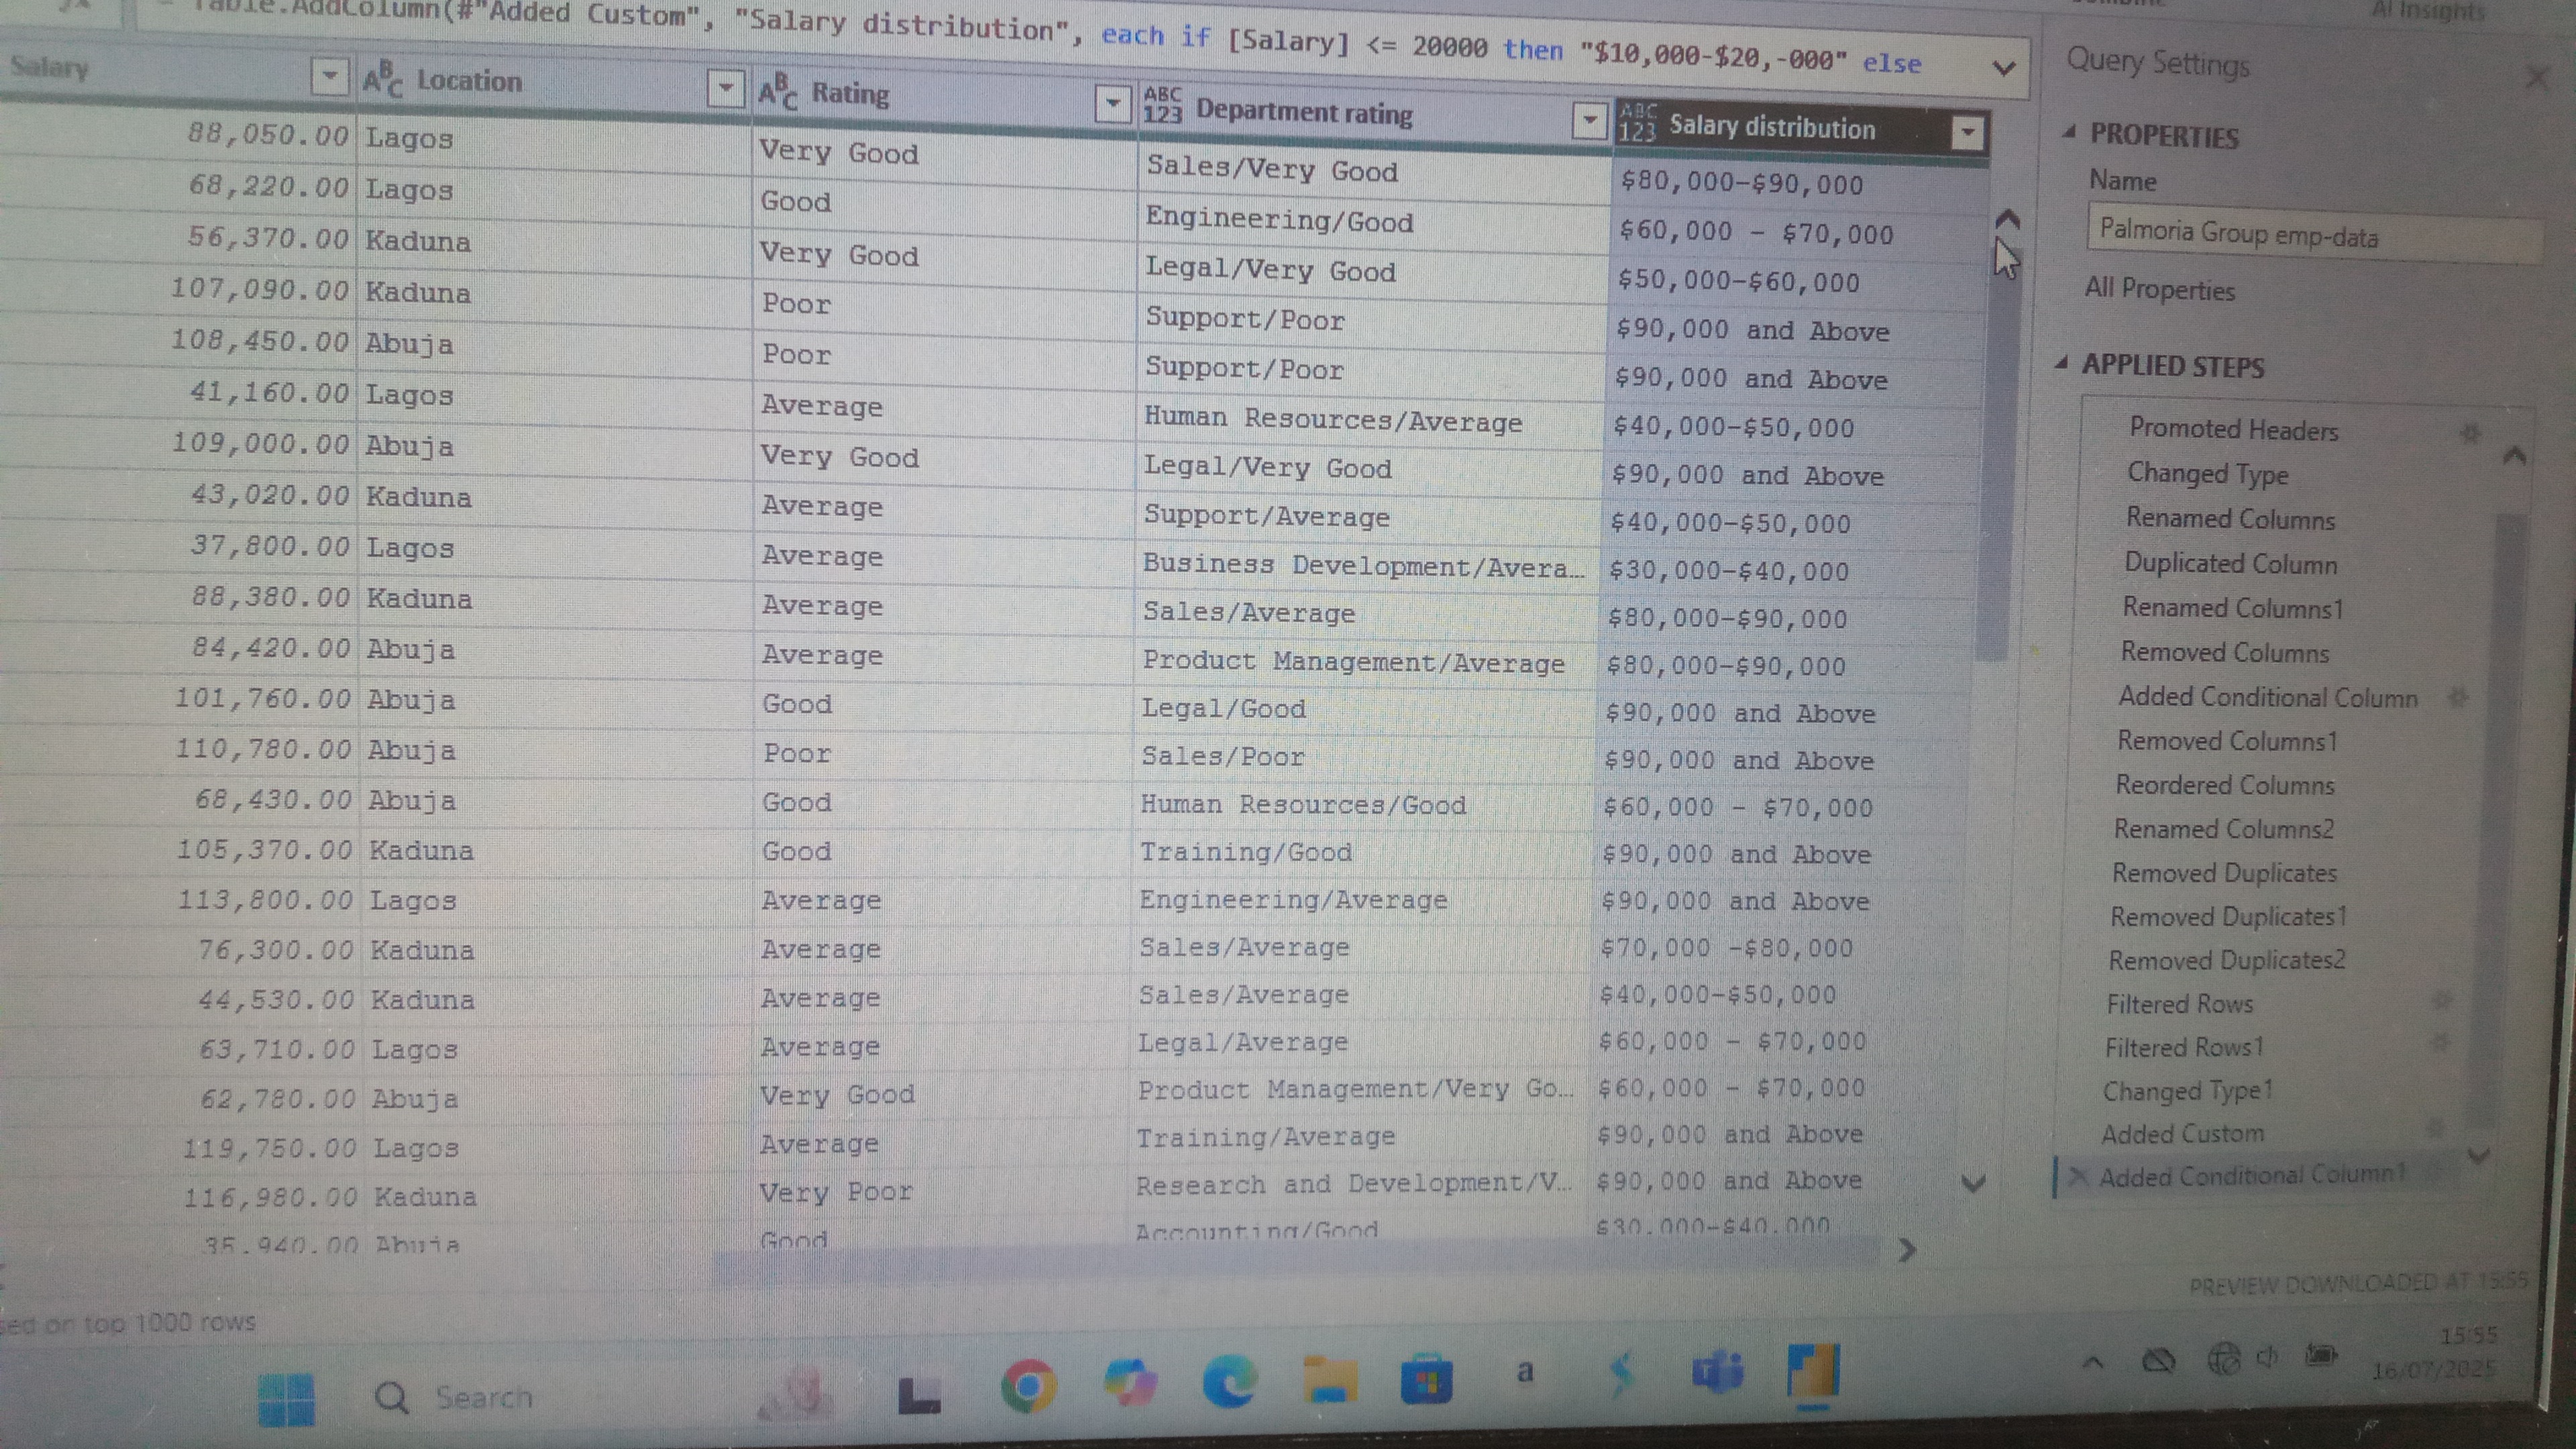 = Table.AddColumn(#"Added Custom", "Salary distribution", each if [Salary] <= 20000 then "$10,000-$20,-000" else
AI Insights
Salary ABC Location ABC Rating ABC 123 Department rating ABC 123 Salary distribution
88,050.00 Lagos Very Good Sales/Very Good $80,000-$90,000
68,220.00 Lagos Good Engineering/Good $60,000 - $70,000
56,370.00 Kaduna Very Good Legal/Very Good $50,000-$60,000
107,090.00 Kaduna Poor Support/Poor $90,000 and Above
108,450.00 Abuja Poor Support/Poor $90,000 and Above
41,160.00 Lagos Average Human Resources/Average $40,000-$50,000
109,000.00 Abuja Very Good Legal/Very Good $90,000 and Above
43,020.00 Kaduna Average Support/Average $40,000-$50,000
37,800.00 Lagos Average Business Development/Avera... $30,000-$40,000
88,380.00 Kaduna Average Sales/Average $80,000-$90,000
84,420.00 Abuja Average Product Management/Average $80,000-$90,000
101,760.00 Abuja Good Legal/Good $90,000 and Above
110,780.00 Abuja Poor Sales/Poor $90,000 and Above
68,430.00 Abuja Good Human Resources/Good $60,000 - $70,000
105,370.00 Kaduna Good Training/Good $90,000 and Above
113,800.00 Lagos Average Engineering/Average $90,000 and Above
76,300.00 Kaduna Average Sales/Average $70,000 -$80,000
44,530.00 Kaduna Average Sales/Average $40,000-$50,000
63,710.00 Lagos Average Legal/Average $60,000 - $70,000
62,780.00 Abuja Very Good Product Management/Very Go... $60,000 - $70,000
119,750.00 Lagos Average Training/Average $90,000 and Above
116,980.00 Kaduna Very Poor Research and Development/V... $90,000 and Above
35,940.00 Abuja Good Accounting/Good $30,000-$40,000
Query Settings
PROPERTIES
Name
Palmoria Group emp-data
All Properties
APPLIED STEPS
Promoted Headers
Changed Type
Renamed Columns
Duplicated Column
Renamed Columns1
Removed Columns
Added Conditional Column
Removed Columns1
Reordered Columns
Renamed Columns2
Removed Duplicates
Removed Duplicates1
Removed Duplicates2
Filtered Rows
Filtered Rows1
Changed Type1
Added Custom
Added Conditional Column1
on top 1000 rows
PREVIEW DOWNLOADED AT 15:55
Search
a
15:55
16/07/2025